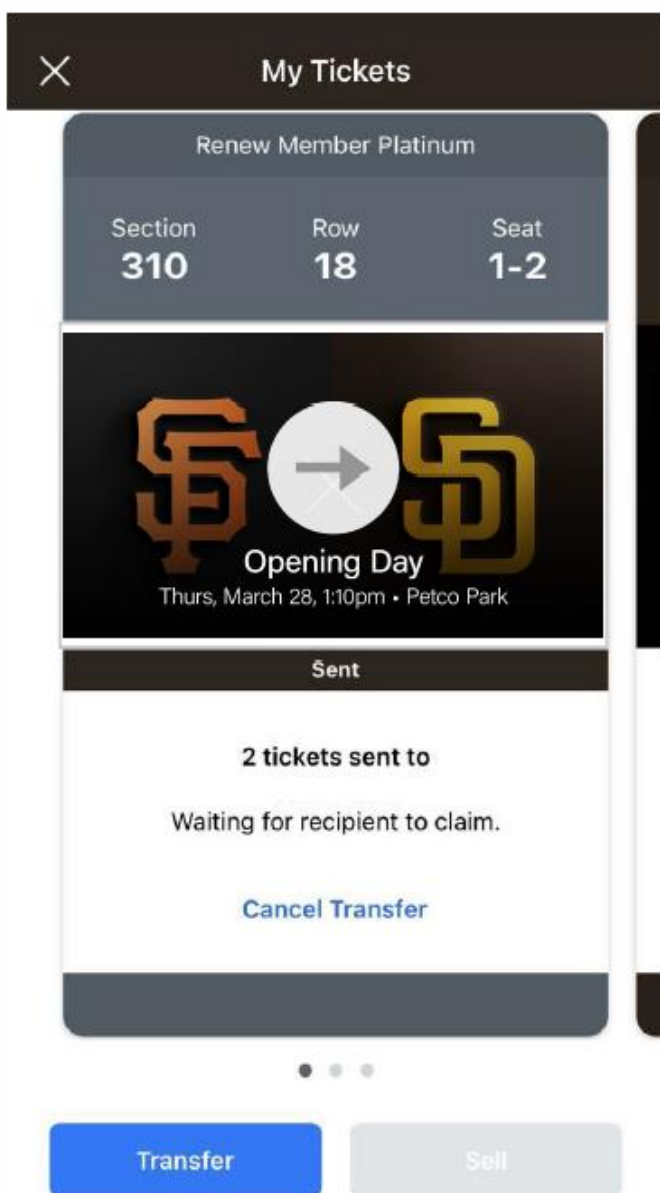 My Tickets
Renew Member Platinum
Section Row Seat
310 18 1-2
SF SD
Opening Day
Thurs, March 28, 1:10pm • Petco Park
Sent
2 tickets sent to
Waiting for recipient to claim.
Cancel Transfer
Transfer Sell